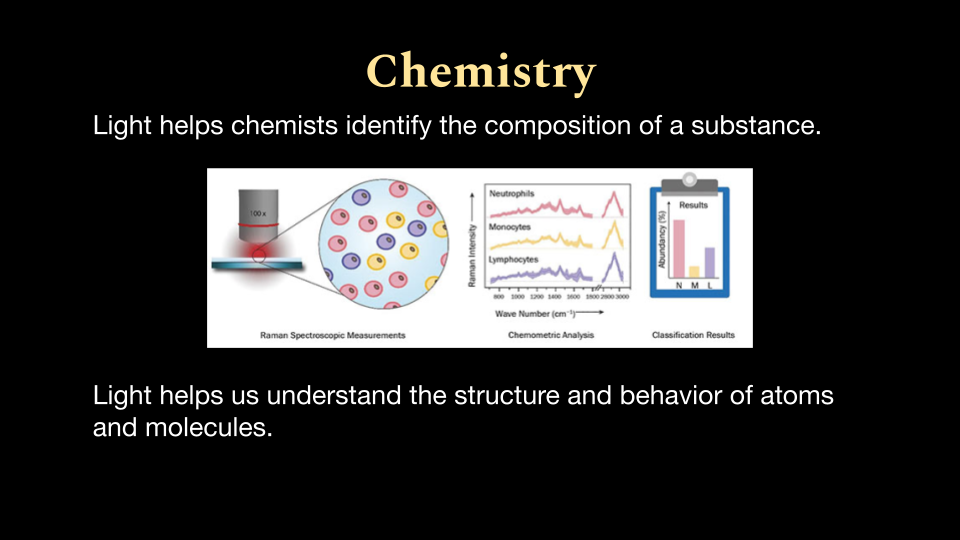 Chemistry
Light helps chemists identify the composition of a substance.
100 x
Raman Spectroscopic Measurements
Raman Intensity
Neutrophils
Monocytes
Lymphocytes
800 1000 1200 1400 1600 1800 2900 3000
Wave Number (cm⁻¹)
Chemometric Analysis
Results
Abundancy (%)
N M L
Classification Results
Light helps us understand the structure and behavior of atoms
and molecules.